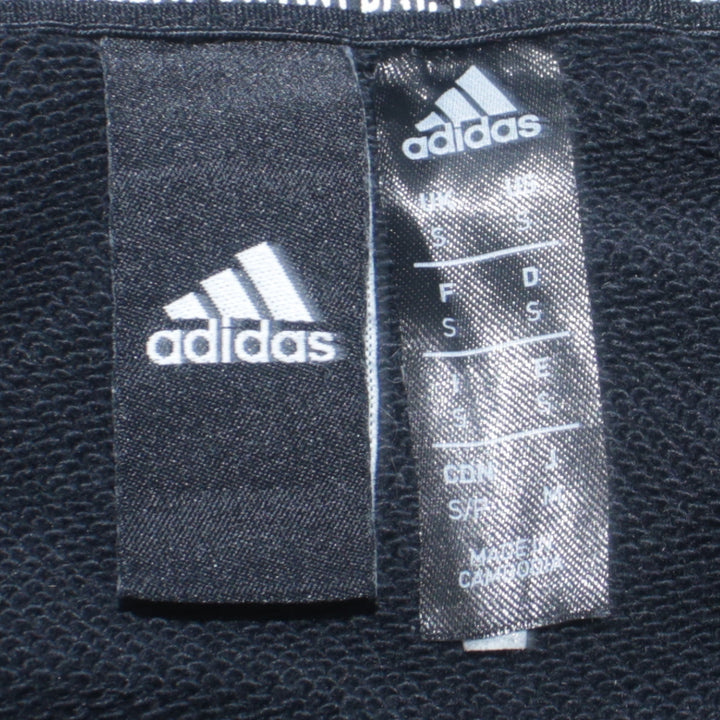 adidas
adidas
UK US
S S
F D
S S
I E
S S
CDN J
S/P M
MADE IN
CAMBODIA